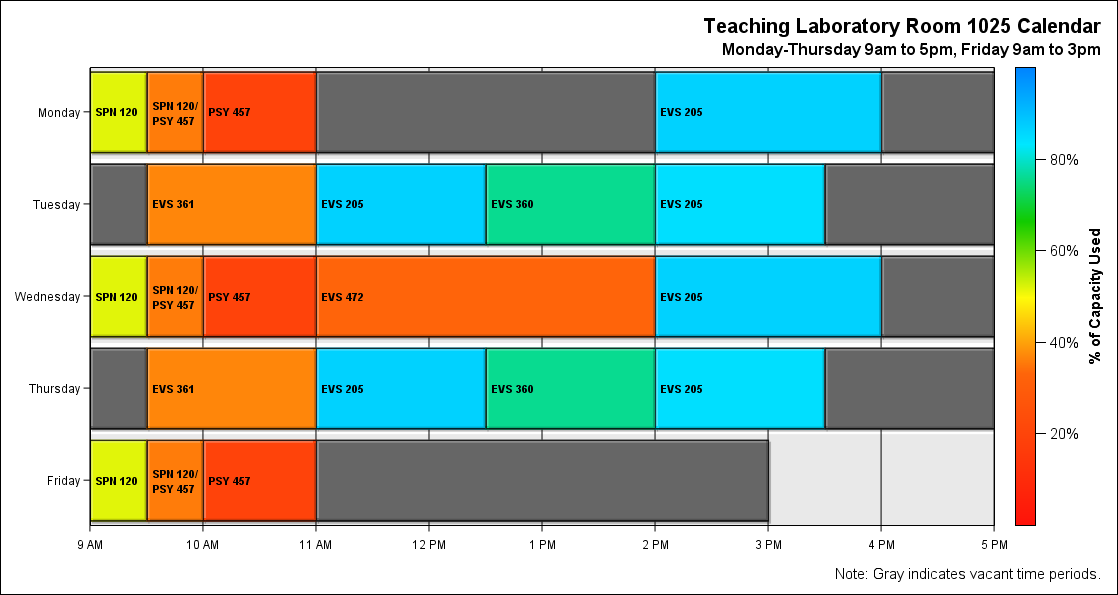 Teaching Laboratory Room 1025 Calendar
Monday-Thursday 9am to 5pm, Friday 9am to 3pm
Monday
SPN 120
SPN 120/
PSY 457
PSY 457
EVS 205
Tuesday
EVS 361
EVS 205
EVS 360
EVS 205
Wednesday
SPN 120
SPN 120/
PSY 457
PSY 457
EVS 472
EVS 205
Thursday
EVS 361
EVS 205
EVS 360
EVS 205
Friday
SPN 120
SPN 120/
PSY 457
PSY 457
9 AM
10 AM
11 AM
12 PM
1 PM
2 PM
3 PM
4 PM
5 PM
80%
60%
40%
20%
% of Capacity Used
Note: Gray indicates vacant time periods.